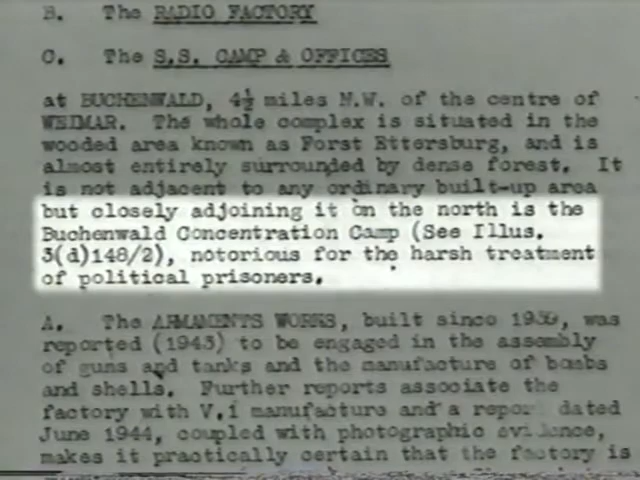 B. The RADIO FACTORY
C. The S.S. CAMP & OFFICES
at BUCHENWALD, 4½ miles N.W. of the centre of
WEIMAR. The whole complex is situated in the
wooded area known as Forst Ettersburg, and is
almost entirely surrounded by dense forest. It
is not adjacent to any ordinary built-up area
but closely adjoining it on the north is the
Buchenwald Concentration Camp (See Illus.
3(d)148/2), notorious for the harsh treatment
of political prisoners.
A. The ARMAMENTS WORKS, built since 1939, was
reported (1943) to be engaged in the assembly
of guns and tanks and the manufacture of bombs
and shells. Further reports associate the
factory with V.1 manufacture and a report dated
June 1944, coupled with photographic evidence,
makes it practically certain that the factory is